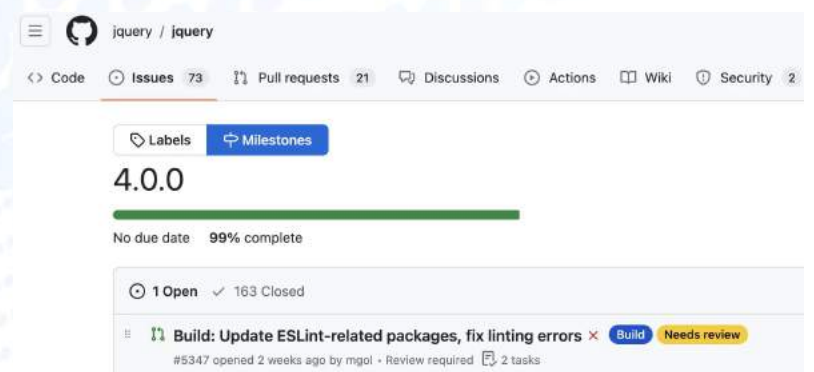 jquery / jquery
<> Code Issues 73 Pull requests 21 Discussions Actions Wiki Security 2
Labels Milestones
4.0.0
No due date 99% complete
1 Open 163 Closed
Build: Update ESLint-related packages, fix linting errors Build Needs review
#5347 opened 2 weeks ago by mgol • Review required 2 tasks